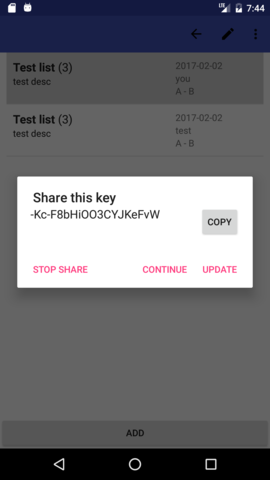 7:44
Test list (3)
2017-02-02
test desc
you
A - B
Test list (3)
2017-02-02
test desc
test
A - B
Share this key
-Kc-F8bHiOO3CYJKeFvW
COPY
STOP SHARE
CONTINUE
UPDATE
ADD